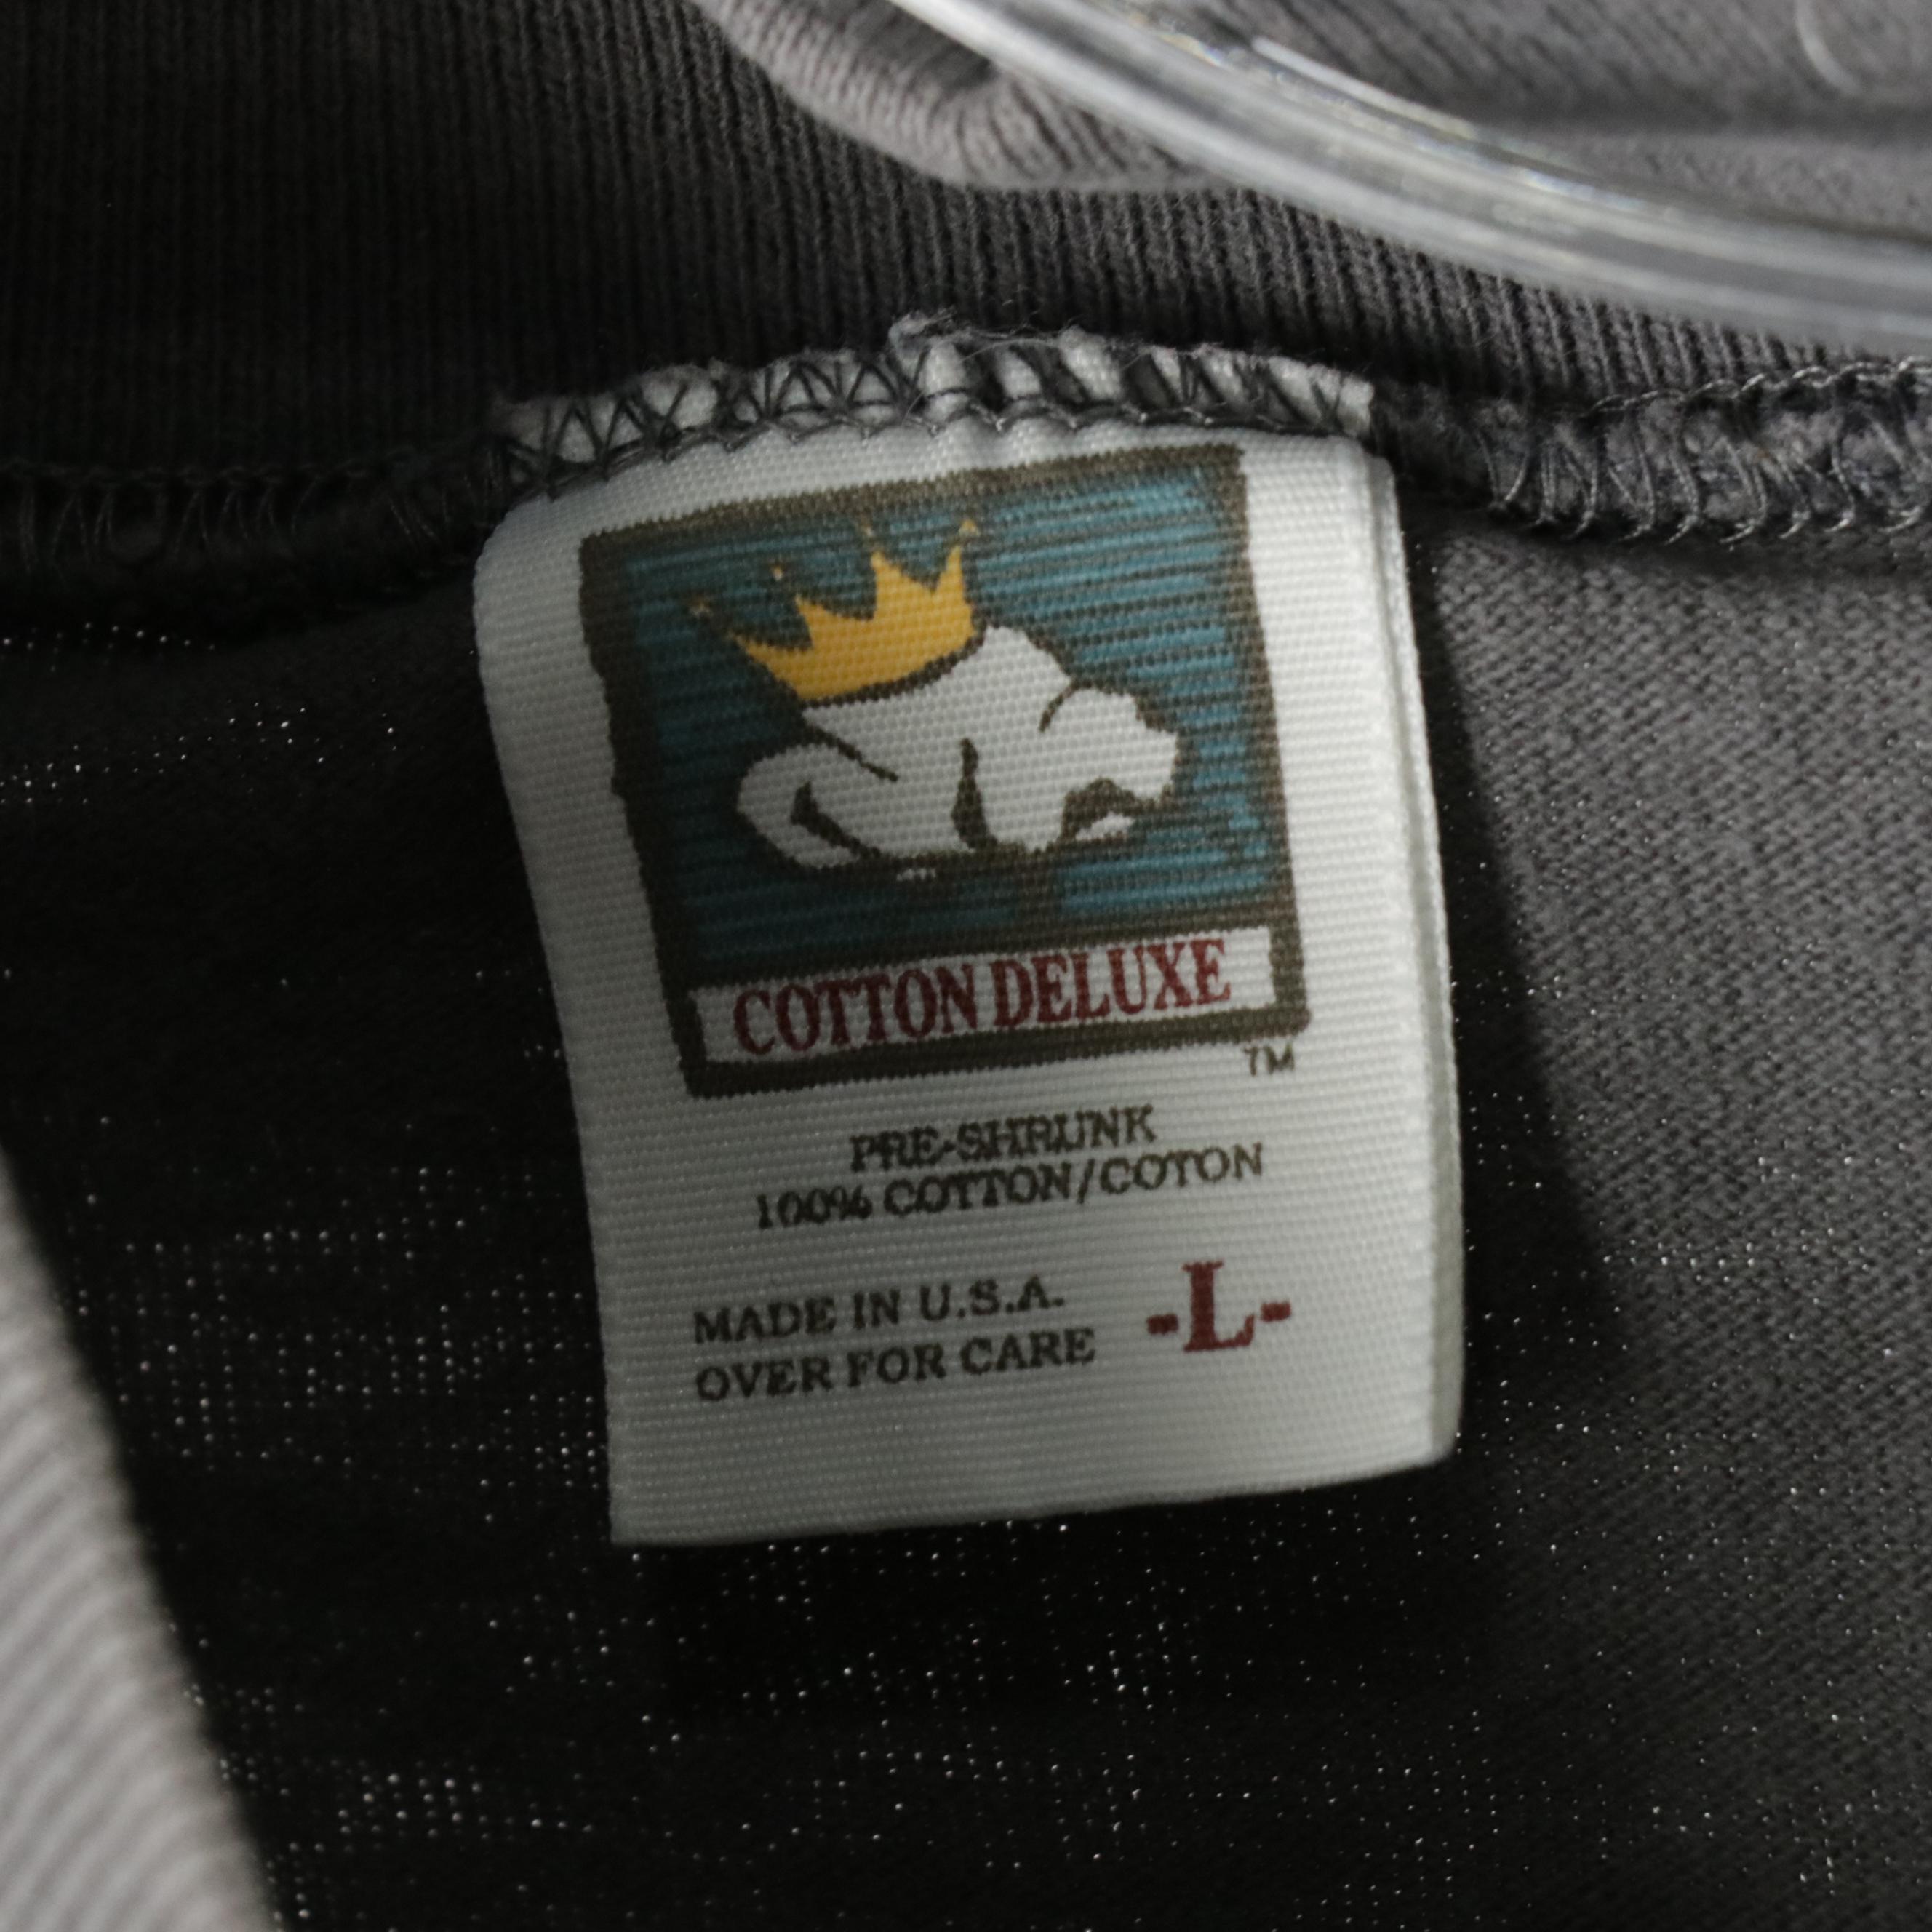 COTTON DELUXE
TM
PRE-SHRUNK
100% COTTON/COTON
MADE IN U.S.A.
OVER FOR CARE
-L-